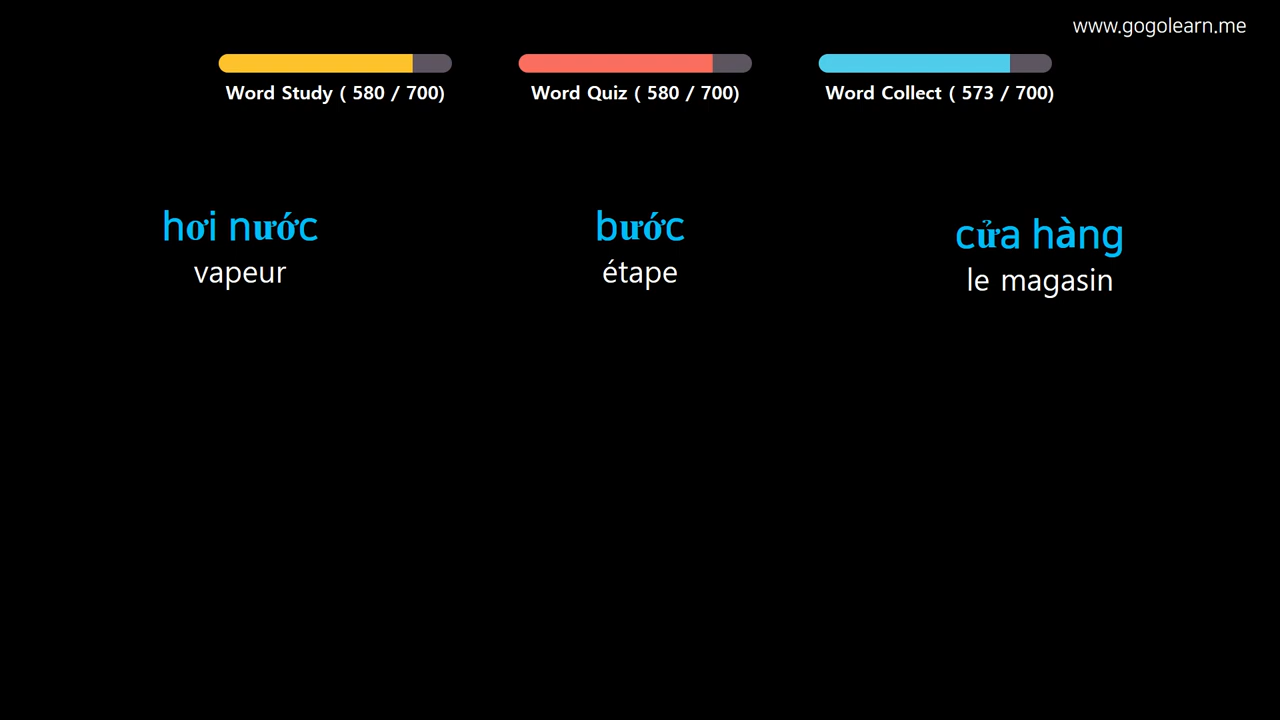 www.gogolearn.me
Word Study ( 580 / 700)
Word Quiz ( 580 / 700)
Word Collect ( 573 / 700)
hơi nước
vapeur
bước
étape
cửa hàng
le magasin